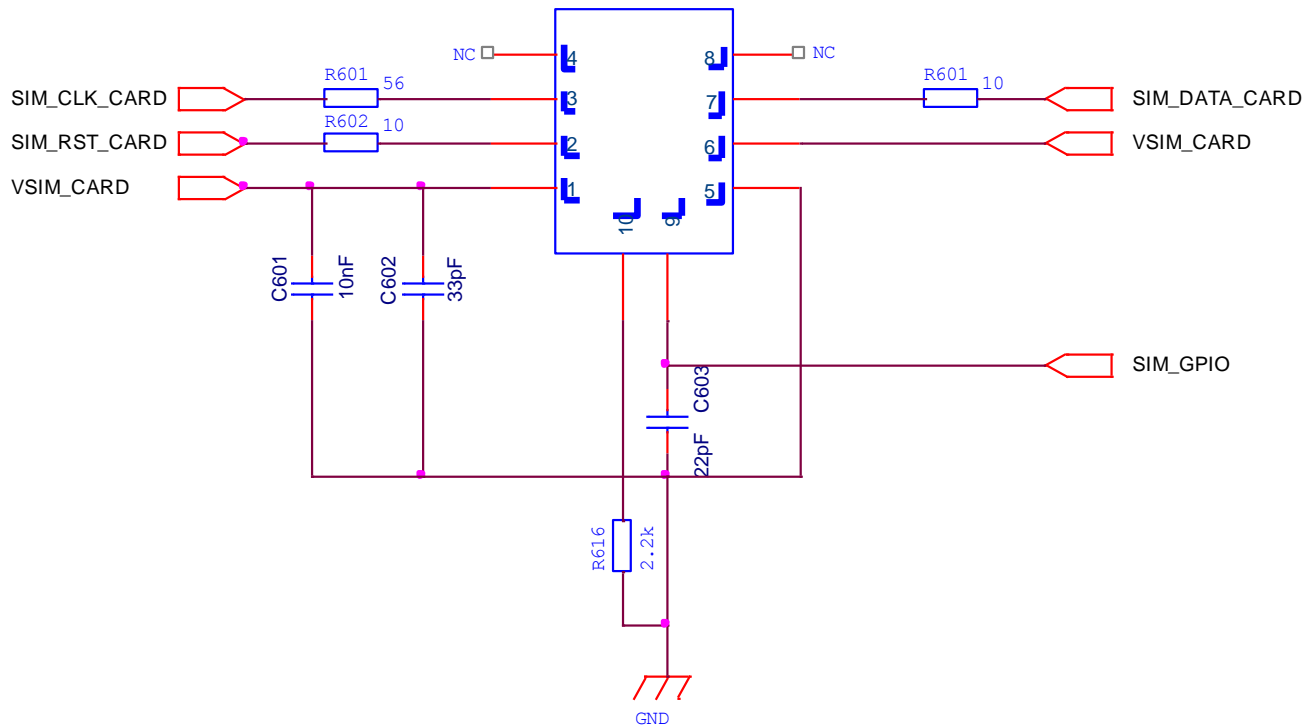 NC
4
8
NC
R601
56
SIM_CLK_CARD
3
7
R601
10
SIM_DATA_CARD
R602
10
SIM_RST_CARD
2
6
VSIM_CARD
VSIM_CARD
1
5
10
9
C601
10nF
C602
33pF
SIM_GPIO
C603
22pF
R616
2.2k
GND